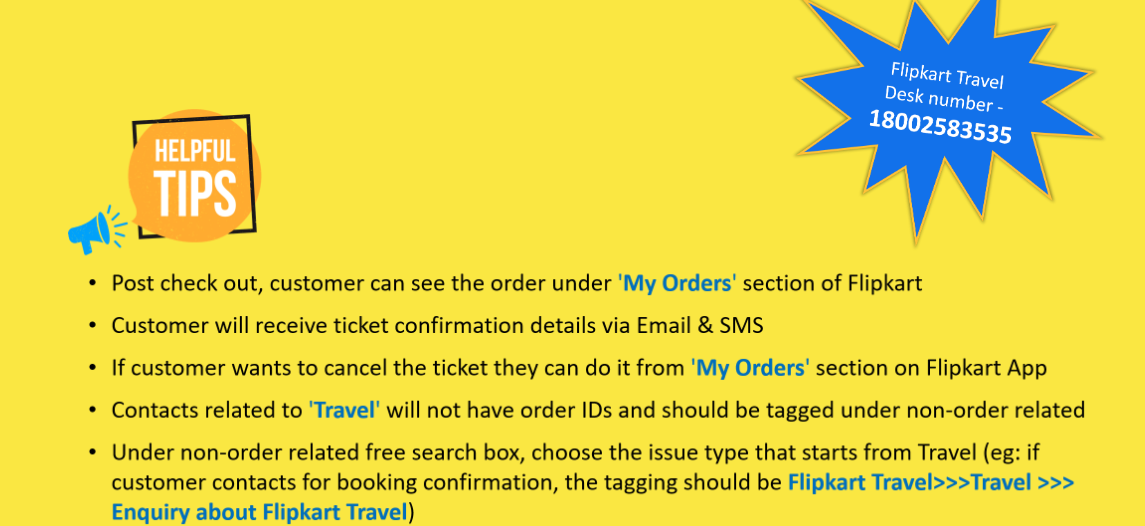 Flipkart Travel
Desk number -
18002583535
HELPFUL
TIPS
• Post check out, customer can see the order under 'My Orders' section of Flipkart
• Customer will receive ticket confirmation details via Email & SMS
• If customer wants to cancel the ticket they can do it from 'My Orders' section on Flipkart App
• Contacts related to 'Travel' will not have order IDs and should be tagged under non-order related
• Under non-order related free search box, choose the issue type that starts from Travel (eg: if
customer contacts for booking confirmation, the tagging should be Flipkart Travel>>>Travel >>>
Enquiry about Flipkart Travel)